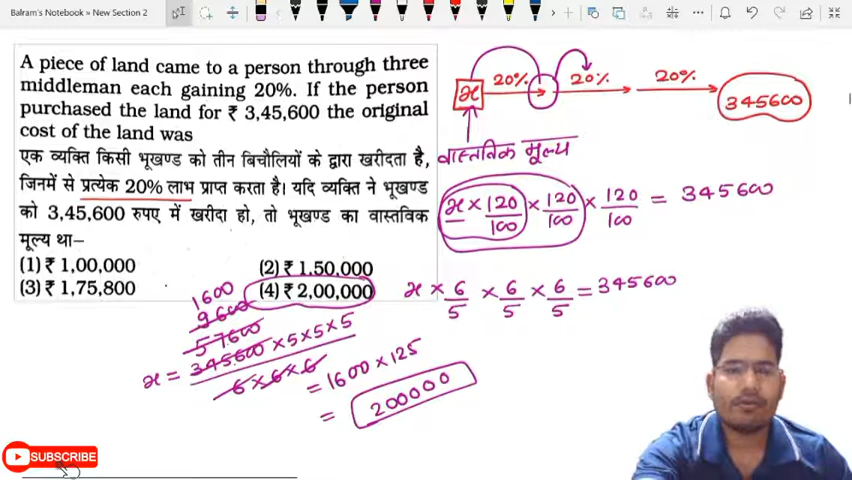 Balram's Notebook » New Section 2
A piece of land came to a person through three
middleman each gaining 20%. If the person
purchased the land for ₹ 3,45,600 the original
cost of the land was
एक व्यक्ति किसी भूखण्ड को तीन बिचौलियों के द्वारा खरीदता है,
जिनमें से प्रत्येक 20% लाभ प्राप्त करता है। यदि व्यक्ति ने भूखण्ड
को 3,45,600 रुपए में खरीदा हो, तो भूखण्ड का वास्तविक
मूल्य था–
(1) ₹ 1,00,000
(2) ₹ 1,50,000
(3) ₹ 1,75,800
(4) ₹ 2,00,000
x 20% 20% 20% 345600
वास्तविक मूल्य
x × 120/100 × 120/100 × 120/100 = 345600
x × 6/5 × 6/5 × 6/5 = 345600
1600
9600
57600
x = 345600 × 5 × 5 × 5 / 6 × 6 × 6
= 1600 × 125
= 200000
SUBSCRIBE